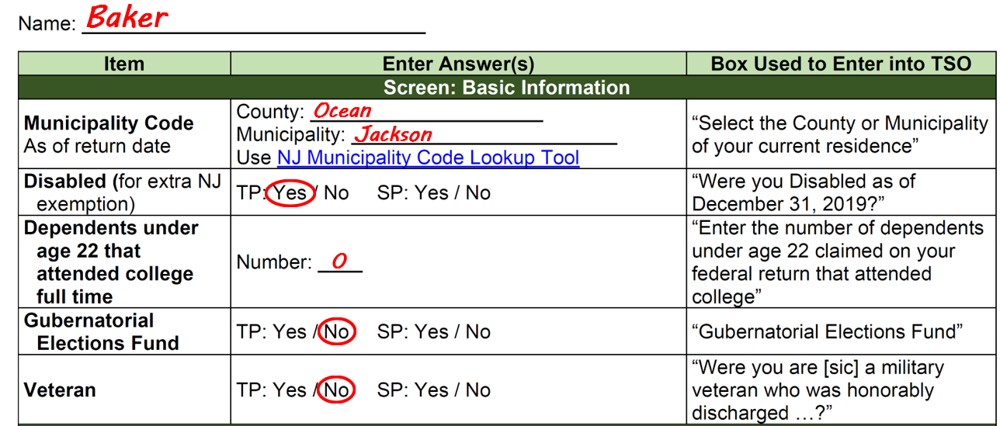 Name: Baker
Item Enter Answer(s) Box Used to Enter into TSO
Screen: Basic Information
Municipality Code
As of return date
County: Ocean
Municipality: Jackson
Use NJ Municipality Code Lookup Tool
“Select the County or Municipality
of your current residence”
Disabled (for extra NJ
exemption)
TP: Yes / No SP: Yes / No
“Were you Disabled as of
December 31, 2019?”
Dependents under
age 22 that
attended college
full time
Number: 0
“Enter the number of dependents
under age 22 claimed on your
federal return that attended
college”
Gubernatorial
Elections Fund
TP: Yes / No SP: Yes / No
“Gubernatorial Elections Fund”
Veteran
TP: Yes / No SP: Yes / No
“Were you are [sic] a military
veteran who was honorably
discharged …?”